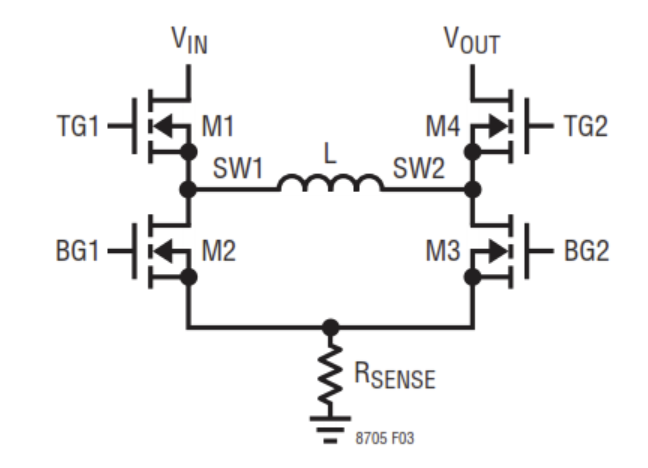 VIN
VOUT
TG1
M1
M4
TG2
L
SW1
SW2
BG1
M2
M3
BG2
RSENSE
8705 F03